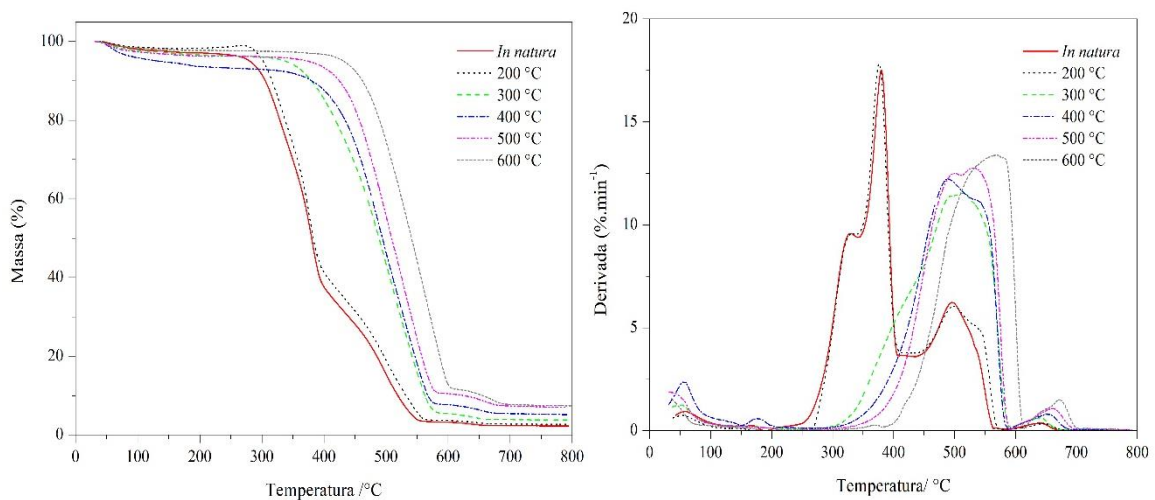 100
80
60
40
20
0
Massa (%)
0
100
200
300
400
500
600
700
800
Temperatura /°C
In natura
200 °C
300 °C
400 °C
500 °C
600 °C
20
15
10
5
0
Derivada (%.min⁻¹)
0
100
200
300
400
500
600
700
800
Temperatura/ °C
In natura
200 °C
300 °C
400 °C
500 °C
600 °C